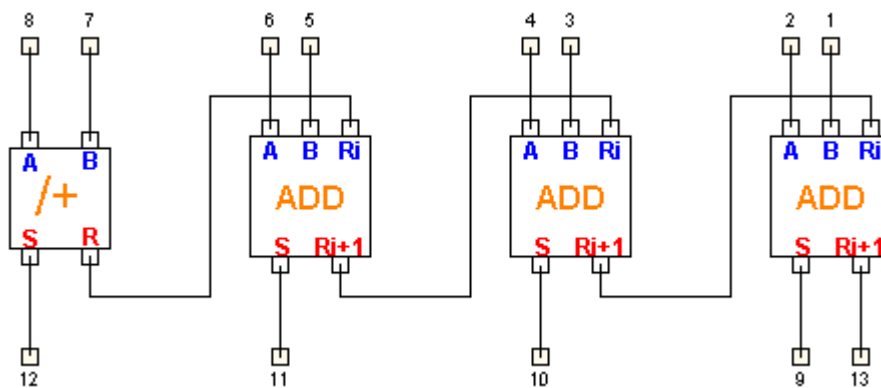 8 7 6 5 4 3 2 1
A B A B Ri A B Ri A B Ri
/+ ADD ADD ADD
S R S Ri+1 S Ri+1 S Ri+1
12 11 10 9 13